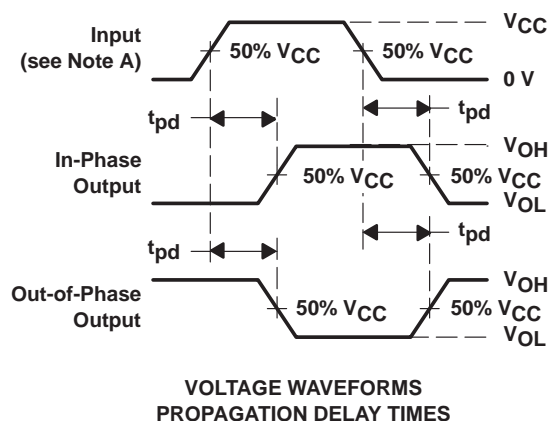 Input
(see Note A)
50% VCC
50% VCC
VCC
0 V
tpd
tpd
In-Phase
Output
50% VCC
50% VCC
VOH
VOL
tpd
tpd
Out-of-Phase
Output
50% VCC
50% VCC
VOH
VOL
VOLTAGE WAVEFORMS
PROPAGATION DELAY TIMES